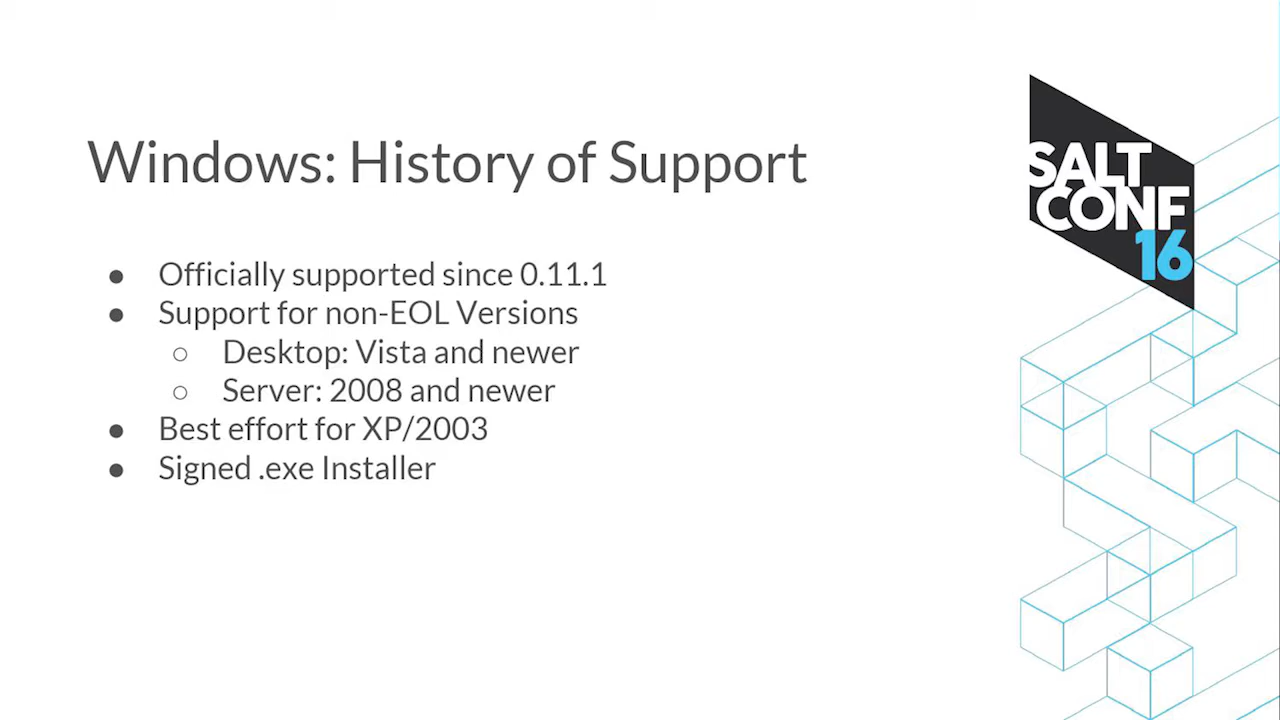 Windows: History of Support
● Officially supported since 0.11.1
● Support for non-EOL Versions
○ Desktop: Vista and newer
○ Server: 2008 and newer
● Best effort for XP/2003
● Signed .exe Installer
SALT
CONF
16